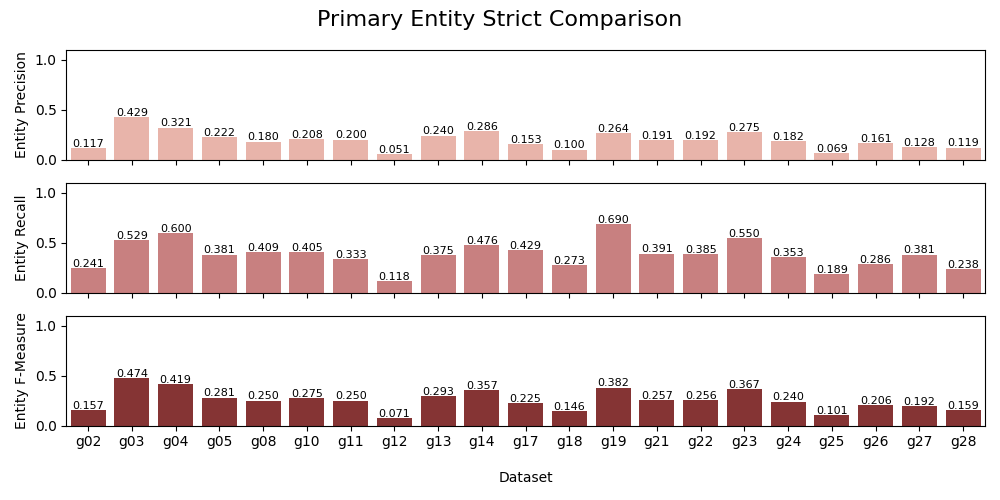 Primary Entity Strict Comparison
Entity Precision
1.0
0.5
0.0
0.117 0.429 0.321 0.222 0.180 0.208 0.200 0.051 0.240 0.286 0.153 0.100 0.264 0.191 0.192 0.275 0.182 0.069 0.161 0.128 0.119
Entity Recall
1.0
0.5
0.0
0.241 0.529 0.600 0.381 0.409 0.405 0.333 0.118 0.375 0.476 0.429 0.273 0.690 0.391 0.385 0.550 0.353 0.189 0.286 0.381 0.238
Entity F-Measure
1.0
0.5
0.0
0.157 0.474 0.419 0.281 0.250 0.275 0.250 0.071 0.293 0.357 0.225 0.146 0.382 0.257 0.256 0.367 0.240 0.101 0.206 0.192 0.159
g02 g03 g04 g05 g08 g10 g11 g12 g13 g14 g17 g18 g19 g21 g22 g23 g24 g25 g26 g27 g28
Dataset